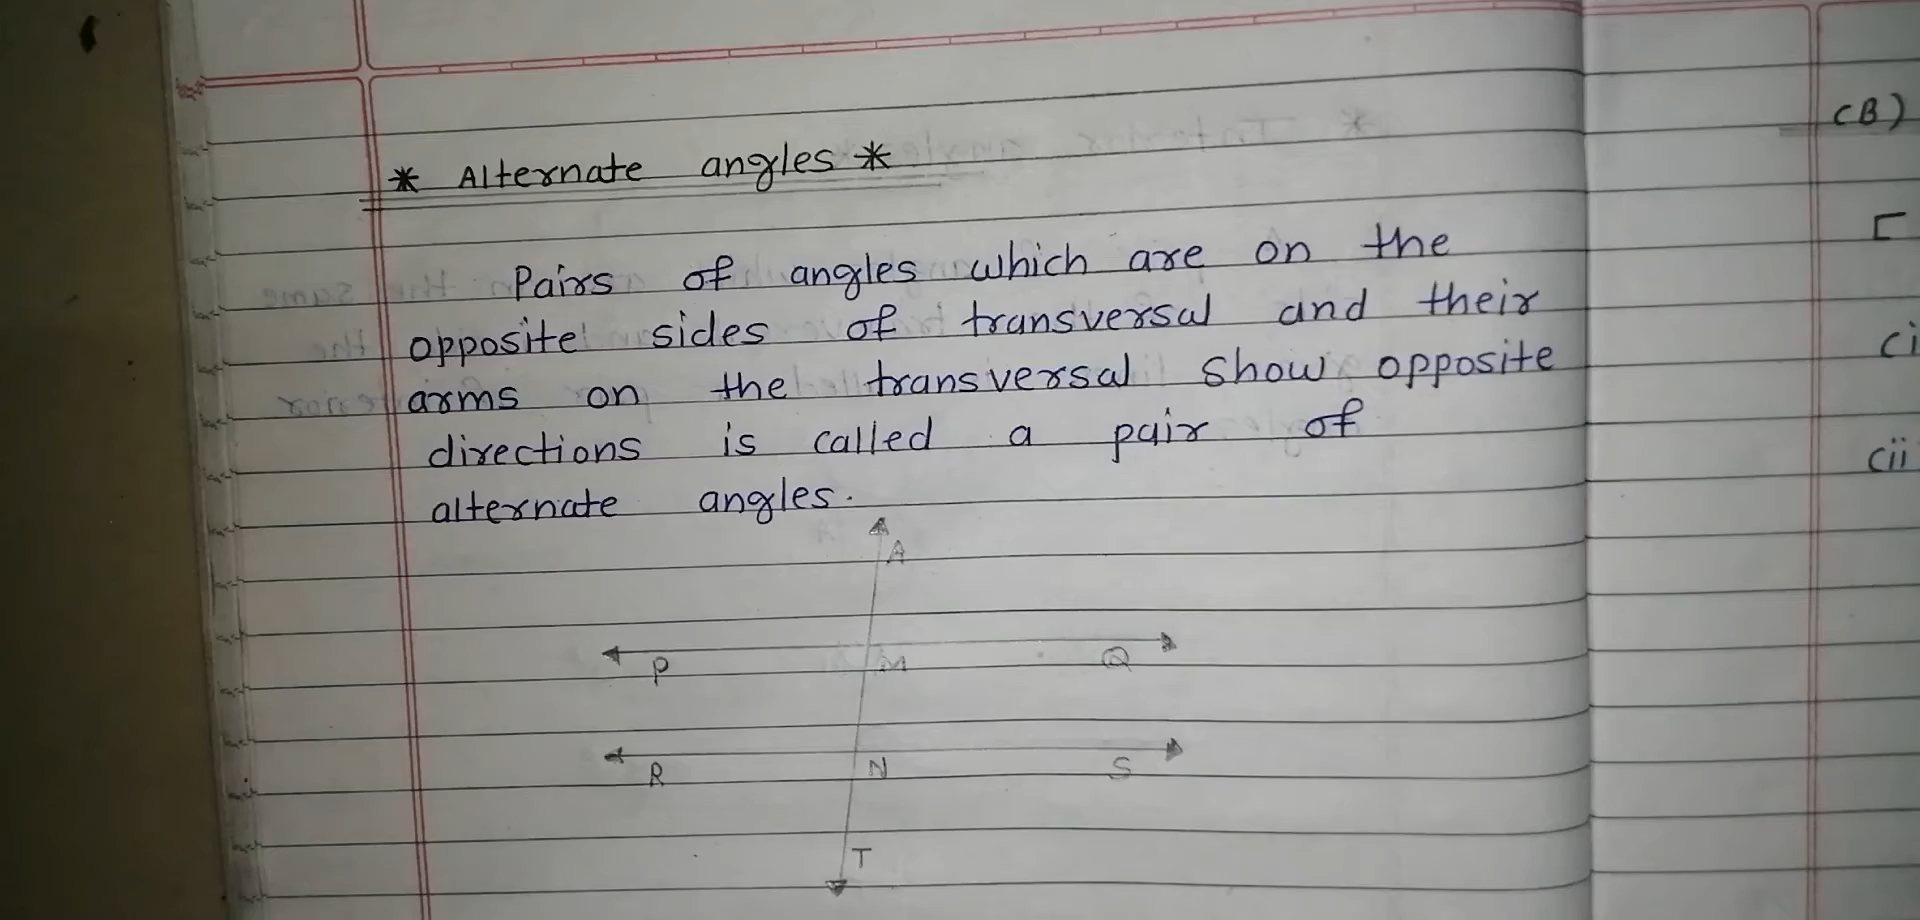 * Alternate angles *
Pairs of angles which are on the
opposite sides of transversal and their
arms on the transversal show opposite
directions is called a pair of
alternate angles.
A
P M Q
R N S
T
(B)
(i
(ii